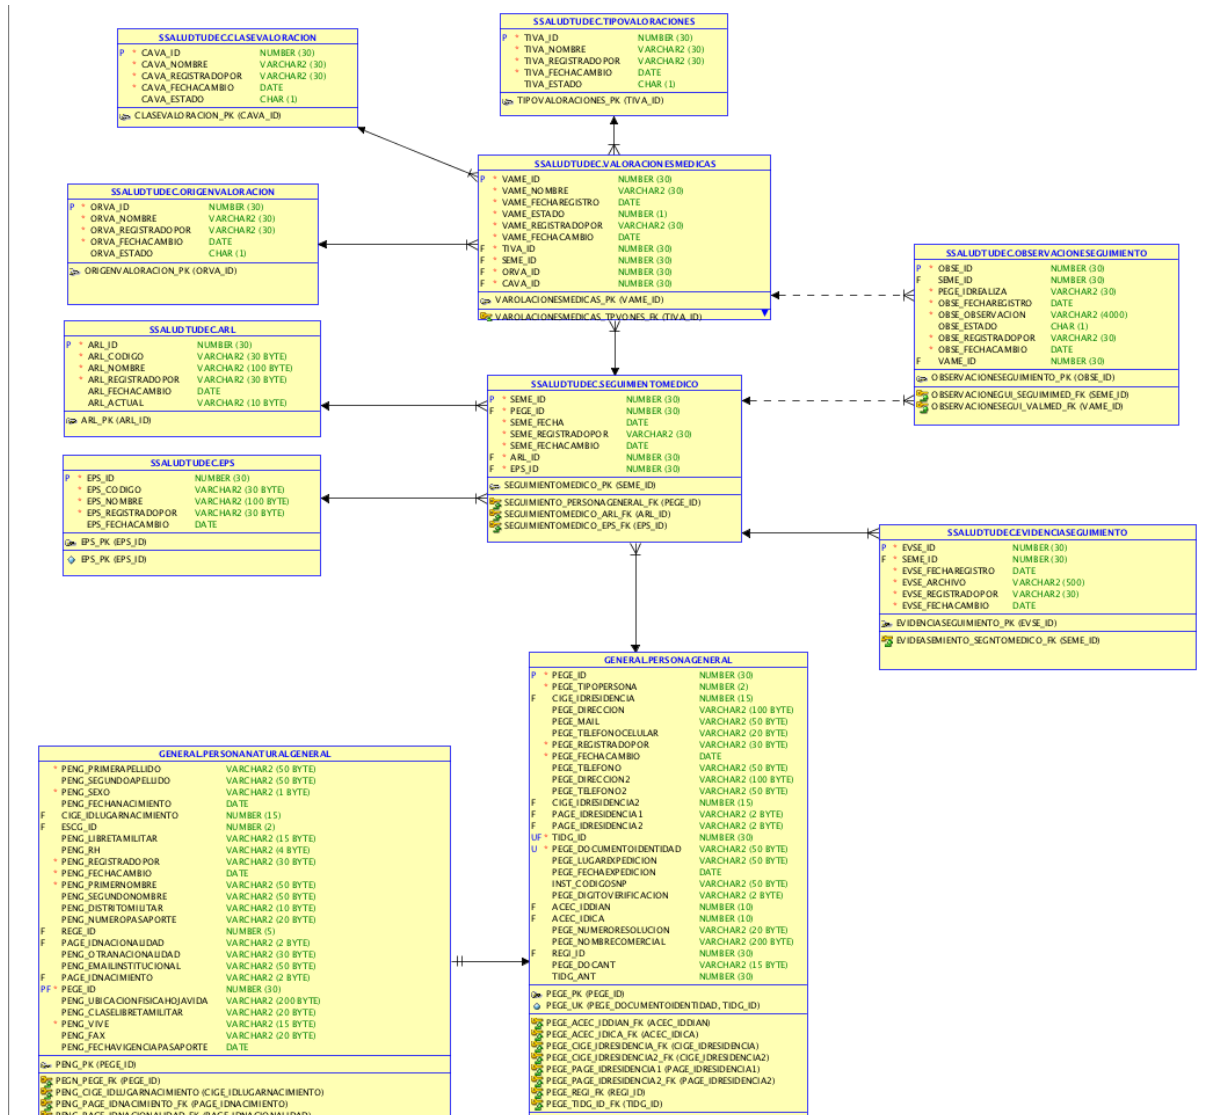 SSALUDTUDEC.CLASEVALORACION
P * CAVA_ID NUMBER (30)
* CAVA_NOMBRE VARCHAR2 (30)
* CAVA_REGISTRADOPOR VARCHAR2 (30)
* CAVA_FECHACAMBIO DATE
CAVA_ESTADO CHAR (1)
CLASEVALORACION_PK (CAVA_ID)
SSALUDTUDEC.TIPOVALORACIONES
P * TIVA_ID NUMBER (30)
* TIVA_NOMBRE VARCHAR2 (30)
* TIVA_REGISTRADOPOR VARCHAR2 (30)
* TIVA_FECHACAMBIO DATE
TIVA_ESTADO CHAR (1)
TIPOVALORACIONES_PK (TIVA_ID)
SSALUDTUDEC.VALORACIONESMEDICAS
P * VAME_ID NUMBER (30)
* VAME_NOMBRE VARCHAR2 (30)
* VAME_FECHAREGISTRO DATE
* VAME_ESTADO NUMBER (1)
* VAME_REGISTRADOPOR VARCHAR2 (30)
* VAME_FECHACAMBIO DATE
F * TIVA_ID NUMBER (30)
F * SEME_ID NUMBER (30)
F * ORVA_ID NUMBER (30)
F * CAVA_ID NUMBER (30)
VAROLACIONESMEDICAS_PK (VAME_ID)
VAROLACIONESMEDICAS_TPVONES_FK (TIVA_ID)
SSALUDTUDEC.ORIGENVALORACION
P * ORVA_ID NUMBER (30)
* ORVA_NOMBRE VARCHAR2 (30)
* ORVA_REGISTRADOPOR VARCHAR2 (30)
* ORVA_FECHACAMBIO DATE
ORVA_ESTADO CHAR (1)
ORIGENVALORACION_PK (ORVA_ID)
SSALUDTUDEC.OBSERVACIONESEGUIMIENTO
P * OBSE_ID NUMBER (30)
F SEME_ID NUMBER (30)
* PEGE_IDREALIZA VARCHAR2 (30)
* OBSE_FECHAREGISTRO DATE
* OBSE_OBSERVACION VARCHAR2 (4000)
OBSE_ESTADO CHAR (1)
* OBSE_REGISTRADOPOR VARCHAR2 (30)
* OBSE_FECHACAMBIO DATE
F VAME_ID NUMBER (30)
OBSERVACIONESEGUIMIENTO_PK (OBSE_ID)
OBSERVACIONEGUI_SEGUIMIMED_FK (SEME_ID)
OBSERVACIONESEGUI_VALMED_FK (VAME_ID)
SSALUDTUDEC.ARL
P * ARL_ID NUMBER (30)
* ARL_CODIGO VARCHAR2 (30 BYTE)
* ARL_NOMBRE VARCHAR2 (100 BYTE)
* ARL_REGISTRADOPOR VARCHAR2 (30 BYTE)
ARL_FECHACAMBIO DATE
ARL_ACTUAL VARCHAR2 (10 BYTE)
ARL_PK (ARL_ID)
SSALUDTUDEC.SEGUIMIENTOMEDICO
P * SEME_ID NUMBER (30)
F * PEGE_ID NUMBER (30)
* SEME_FECHA DATE
* SEME_REGISTRADOPOR VARCHAR2 (30)
* SEME_FECHACAMBIO DATE
F * ARL_ID NUMBER (30)
F * EPS_ID NUMBER (30)
SEGUIMIENTOMEDICO_PK (SEME_ID)
SEGUIMIENTO_PERSONAGENERAL_FK (PEGE_ID)
SEGUIMIENTOMEDICO_ARL_FK (ARL_ID)
SEGUIMIENTOMEDICO_EPS_FK (EPS_ID)
SSALUDTUDEC.EPS
P * EPS_ID NUMBER (30)
* EPS_CODIGO VARCHAR2 (30 BYTE)
* EPS_NOMBRE VARCHAR2 (100 BYTE)
* EPS_REGISTRADOPOR VARCHAR2 (30 BYTE)
EPS_FECHACAMBIO DATE
EPS_PK (EPS_ID)
EPS_PK (EPS_ID)
SSALUDTUDEC.EVIDENCIASEGUIMIENTO
P * EVSE_ID NUMBER (30)
F * SEME_ID NUMBER (30)
* EVSE_FECHAREGISTRO DATE
* EVSE_ARCHIVO VARCHAR2 (500)
* EVSE_REGISTRADOPOR VARCHAR2 (30)
* EVSE_FECHACAMBIO DATE
EVIDENCIASEGUIMIENTO_PK (EVSE_ID)
EVIDEASEMIENTO_SEGNTOMEDICO_FK (SEME_ID)
GENERAL.PERSONAGENERAL
P * PEGE_ID NUMBER (30)
* PEGE_TIPOPERSONA NUMBER (2)
F CIGE_IDRESIDENCIA NUMBER (15)
PEGE_DIRECCION VARCHAR2 (100 BYTE)
PEGE_MAIL VARCHAR2 (50 BYTE)
PEGE_TELEFONOCELULAR VARCHAR2 (20 BYTE)
* PEGE_REGISTRADOPOR VARCHAR2 (30 BYTE)
* PEGE_FECHACAMBIO DATE
PEGE_TELEFONO VARCHAR2 (50 BYTE)
PEGE_DIRECCION2 VARCHAR2 (100 BYTE)
PEGE_TELEFONO2 VARCHAR2 (50 BYTE)
F CIGE_IDRESIDENCIA2 NUMBER (15)
F PAGE_IDRESIDENCIA1 VARCHAR2 (2 BYTE)
F PAGE_IDRESIDENCIA2 VARCHAR2 (2 BYTE)
UF * TIDG_ID NUMBER (30)
U * PEGE_DOCUMENTOIDENTIDAD VARCHAR2 (50 BYTE)
PEGE_LUGAREXPEDICION VARCHAR2 (50 BYTE)
PEGE_FECHAEXPEDICION DATE
INST_CODIGOSNP VARCHAR2 (50 BYTE)
PEGE_DIGITOVERIFICACION VARCHAR2 (2 BYTE)
F ACEC_IDDIAN NUMBER (10)
F ACEC_IDICA NUMBER (10)
PEGE_NUMERORESOLUCION VARCHAR2 (20 BYTE)
PEGE_NOMBRECOMERCIAL VARCHAR2 (200 BYTE)
F REGI_ID NUMBER (30)
PEGE_DOCANT VARCHAR2 (15 BYTE)
TIDG_ANT NUMBER (30)
PEGE_PK (PEGE_ID)
PEGE_UK (PEGE_DOCUMENTOIDENTIDAD, TIDG_ID)
PEGE_ACEC_IDDIAN_FK (ACEC_IDDIAN)
PEGE_ACEC_IDICA_FK (ACEC_IDICA)
PEGE_CIGE_IDRESIDENCIA_FK (CIGE_IDRESIDENCIA)
PEGE_CIGE_IDRESIDENCIA2_FK (CIGE_IDRESIDENCIA2)
PEGE_PAGE_IDRESIDENCIA1 (PAGE_IDRESIDENCIA1)
PEGE_PAGE_IDRESIDENCIA2_FK (PAGE_IDRESIDENCIA2)
PEGE_REGI_FK (REGI_ID)
PEGE_TIDG_ID_FK (TIDG_ID)
GENERAL.PERSONANATURALGENERAL
* PENG_PRIMERAPELLIDO VARCHAR2 (50 BYTE)
PENG_SEGUNDOAPELLIDO VARCHAR2 (50 BYTE)
* PENG_SEXO VARCHAR2 (1 BYTE)
PENG_FECHANACIMIENTO DATE
F CIGE_IDLUGARNACIMIENTO NUMBER (15)
F ESCG_ID NUMBER (2)
PENG_LIBRETAMILITAR VARCHAR2 (15 BYTE)
PENG_RH VARCHAR2 (4 BYTE)
* PENG_REGISTRADOPOR VARCHAR2 (30 BYTE)
* PENG_FECHACAMBIO DATE
* PENG_PRIMERNOMBRE VARCHAR2 (50 BYTE)
PENG_SEGUNDONOMBRE VARCHAR2 (50 BYTE)
PENG_DISTRITOMILITAR VARCHAR2 (10 BYTE)
PENG_NUMEROPASAPORTE VARCHAR2 (20 BYTE)
F REGE_ID NUMBER (5)
F PAGE_IDNACIONALIDAD VARCHAR2 (2 BYTE)
PENG_OTRANACIONALIDAD VARCHAR2 (30 BYTE)
PENG_EMAILINSTITUCIONAL VARCHAR2 (50 BYTE)
F PAGE_IDNACIMIENTO VARCHAR2 (2 BYTE)
PF * PEGE_ID NUMBER (30)
PENG_UBICACIONFISICAHOJAVIDA VARCHAR2 (200 BYTE)
PENG_CLASELIBRETAMILITAR VARCHAR2 (20 BYTE)
* PENG_VIVE VARCHAR2 (15 BYTE)
PENG_FAX VARCHAR2 (20 BYTE)
PENG_FECHAVIGENCIAPASAPORTE DATE
PENG_PK (PEGE_ID)
PEGN_PEGE_FK (PEGE_ID)
PENG_CIGE_IDLUGARNACIMIENTO (CIGE_IDLUGARNACIMIENTO)
PENG_PAGE_IDNACIMIENTO_FK (PAGE_IDNACIMIENTO)
PENG_PAGE_IDNACIONALIDAD_FK (PAGE_IDNACIONALIDAD)